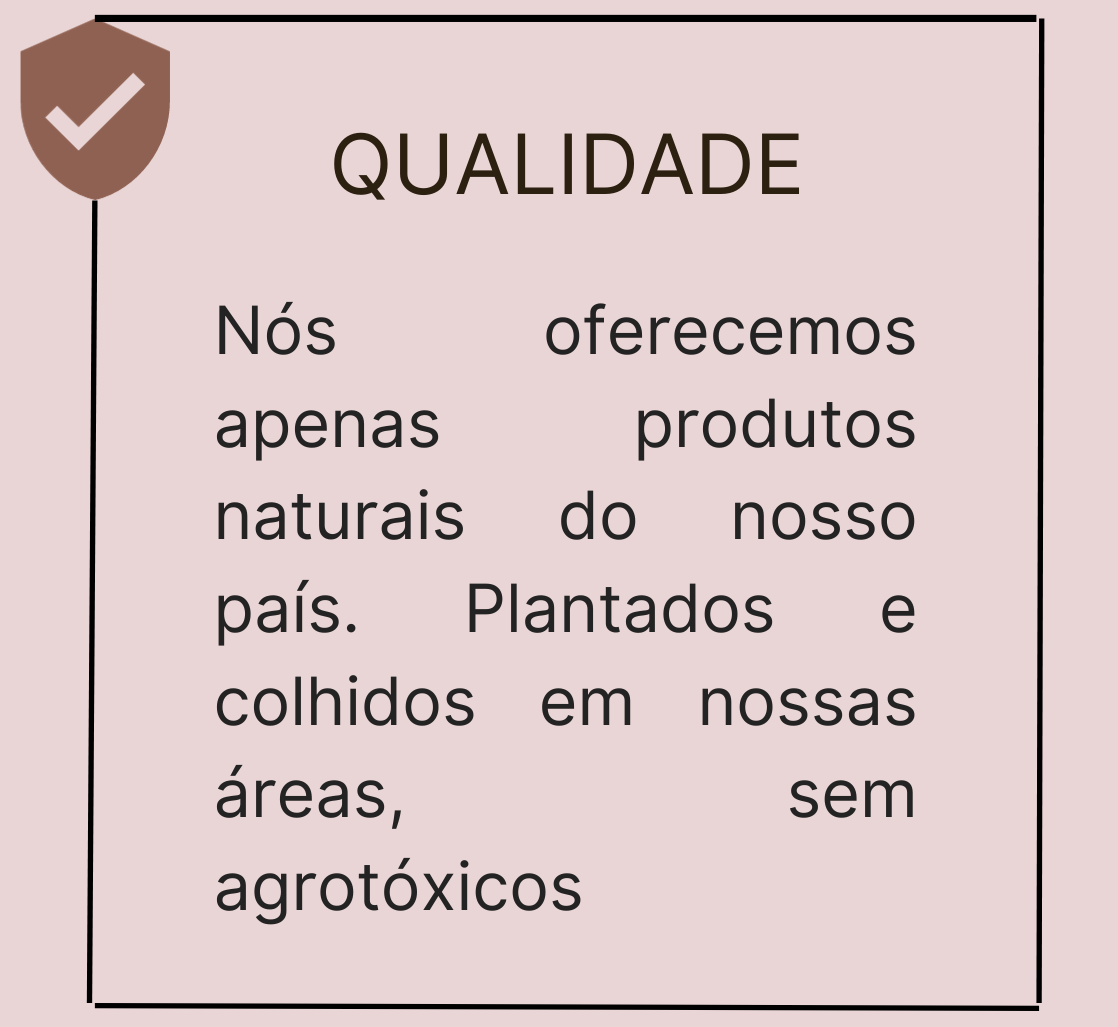 QUALIDADE
Nós oferecemos
apenas produtos
naturais do nosso
país. Plantados e
colhidos em nossas
áreas, sem
agrotóxicos